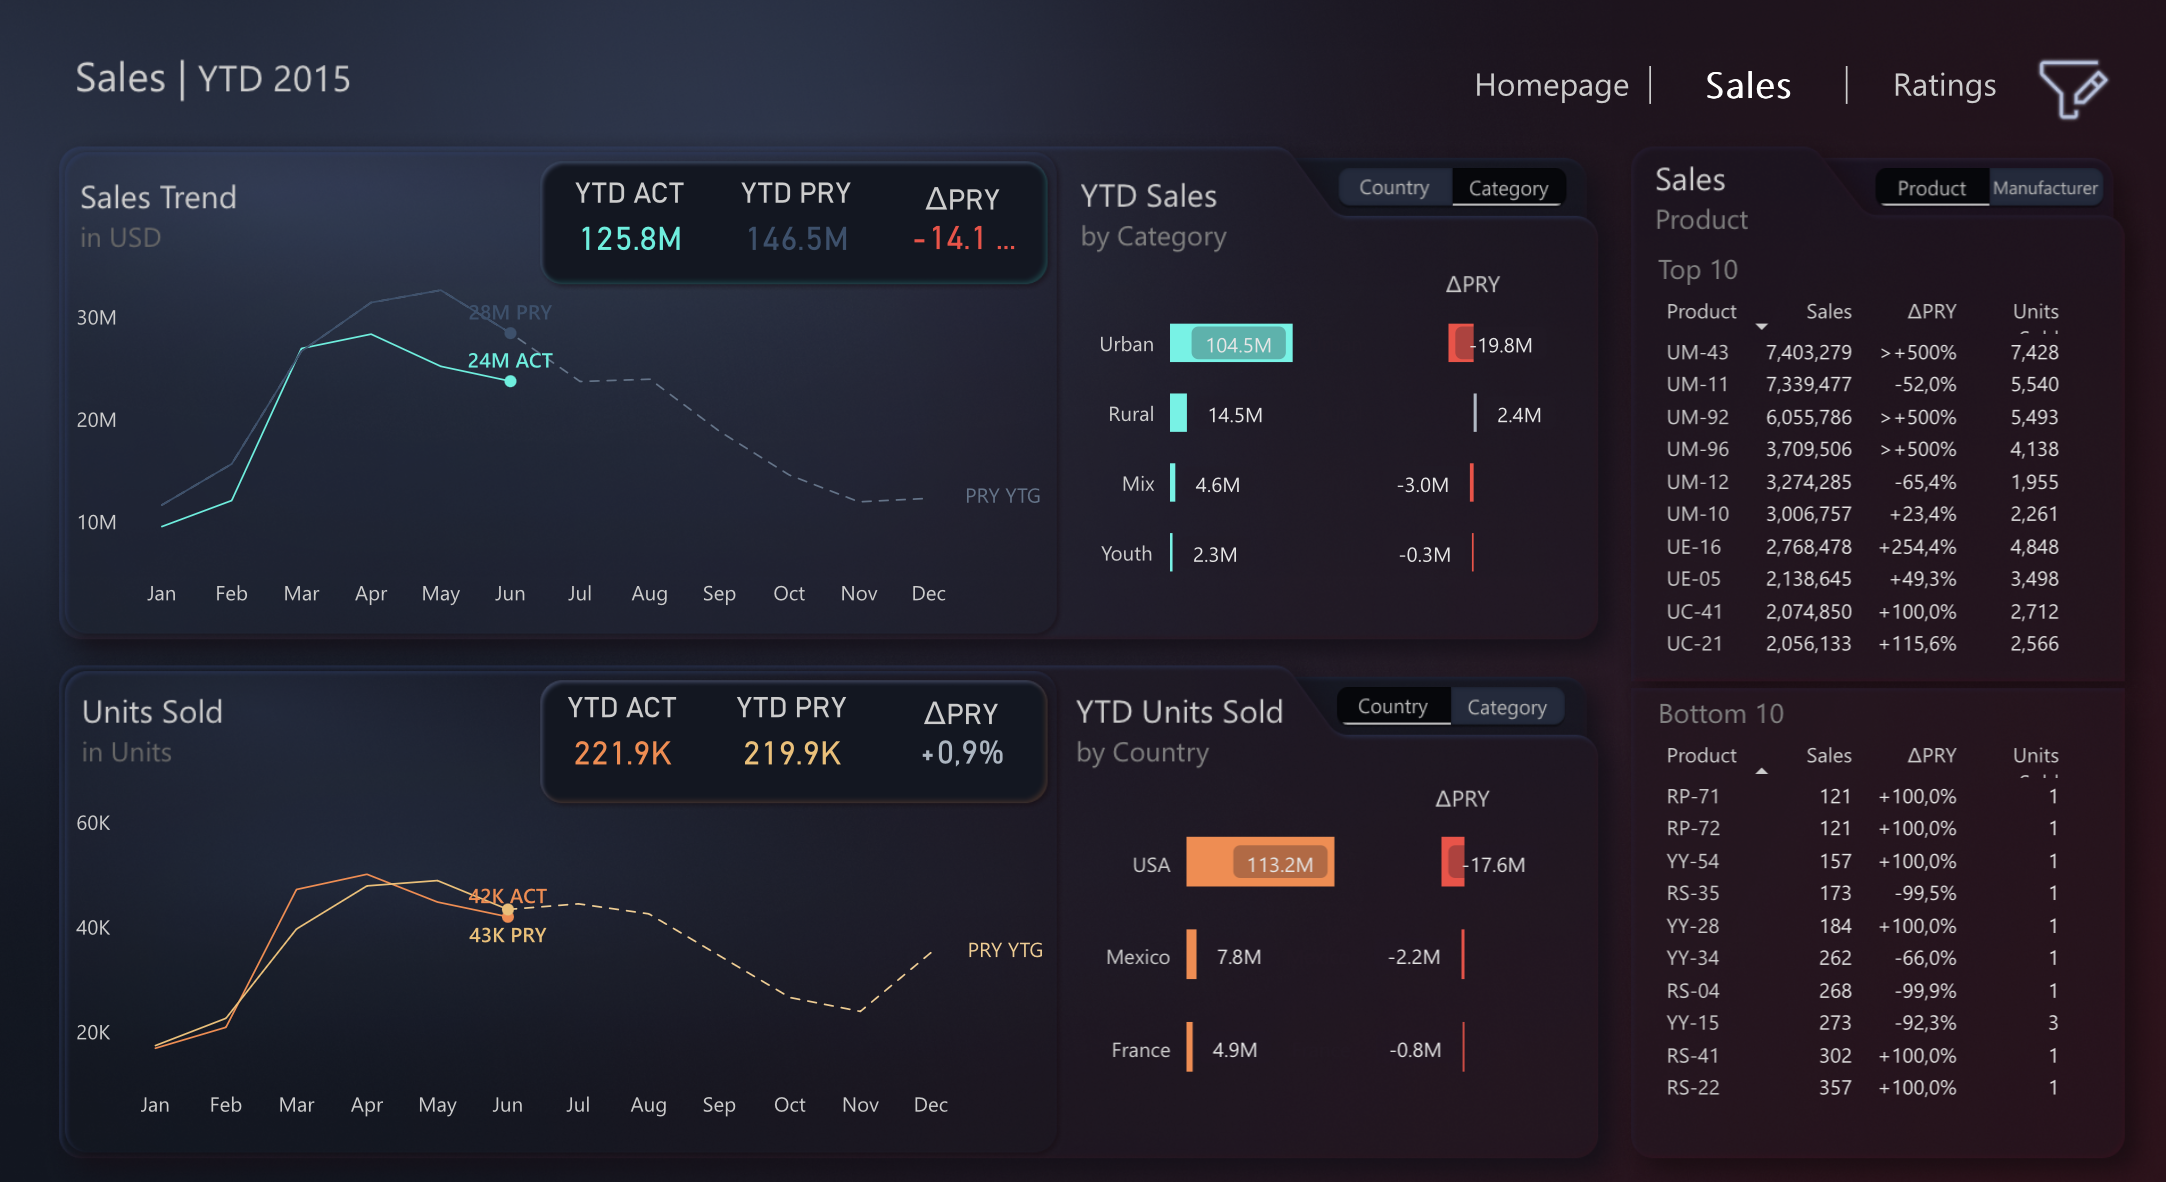 Sales | YTD 2015
Homepage | Sales | Ratings
Sales Trend
in USD
YTD ACT YTD PRY ΔPRY
125.8M 146.5M -14.1 ...
30M
20M
10M
28M PRY
24M ACT
PRY YTG
Jan Feb Mar Apr May Jun Jul Aug Sep Oct Nov Dec
YTD Sales
by Category
Country Category
ΔPRY
Urban 104.5M -19.8M
Rural 14.5M 2.4M
Mix 4.6M -3.0M
Youth 2.3M -0.3M
Units Sold
in Units
YTD ACT YTD PRY ΔPRY
221.9K 219.9K +0,9%
60K
40K
20K
42K ACT
43K PRY
PRY YTG
Jan Feb Mar Apr May Jun Jul Aug Sep Oct Nov Dec
YTD Units Sold
by Country
Country Category
ΔPRY
USA 113.2M -17.6M
Mexico 7.8M -2.2M
France 4.9M -0.8M
Sales
Product
Product Manufacturer
Top 10
Product Sales ΔPRY Units
UM-43 7,403,279 >+500% 7,428
UM-11 7,339,477 -52,0% 5,540
UM-92 6,055,786 >+500% 5,493
UM-96 3,709,506 >+500% 4,138
UM-12 3,274,285 -65,4% 1,955
UM-10 3,006,757 +23,4% 2,261
UE-16 2,768,478 +254,4% 4,848
UE-05 2,138,645 +49,3% 3,498
UC-41 2,074,850 +100,0% 2,712
UC-21 2,056,133 +115,6% 2,566
Bottom 10
Product Sales ΔPRY Units
RP-71 121 +100,0% 1
RP-72 121 +100,0% 1
YY-54 157 +100,0% 1
RS-35 173 -99,5% 1
YY-28 184 +100,0% 1
YY-34 262 -66,0% 1
RS-04 268 -99,9% 1
YY-15 273 -92,3% 3
RS-41 302 +100,0% 1
RS-22 357 +100,0% 1